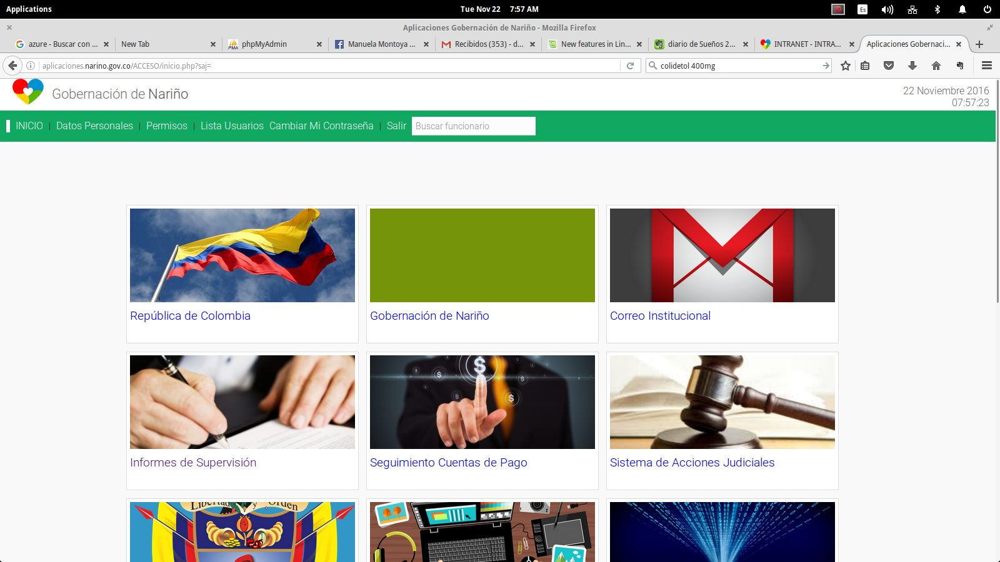 Applications
Tue Nov 22 7:57 AM
Es
Aplicaciones Gobernación de Nariño - Mozilla Firefox
azure - Buscar con ...
New Tab
phpMyAdmin
Manuela Montoya ...
Recibidos (353) - d...
New features in Lin...
diario de Sueños 2...
INTRANET - INTRA...
Aplicaciones Gobernaci...
aplicaciones.narino.gov.co/ACCESO/inicio.php?saj=
colidetol 400mg
Gobernación de Nariño
22 Noviembre 2016
07:57:23
INICIO | Datos Personales | Permisos | Lista Usuarios Cambiar Mi Contraseña | Salir Buscar funcionario
República de Colombia
Gobernación de Nariño
Correo Institucional
Informes de Supervisión
Seguimiento Cuentas de Pago
Sistema de Acciones Judiciales
Libertad y Orden